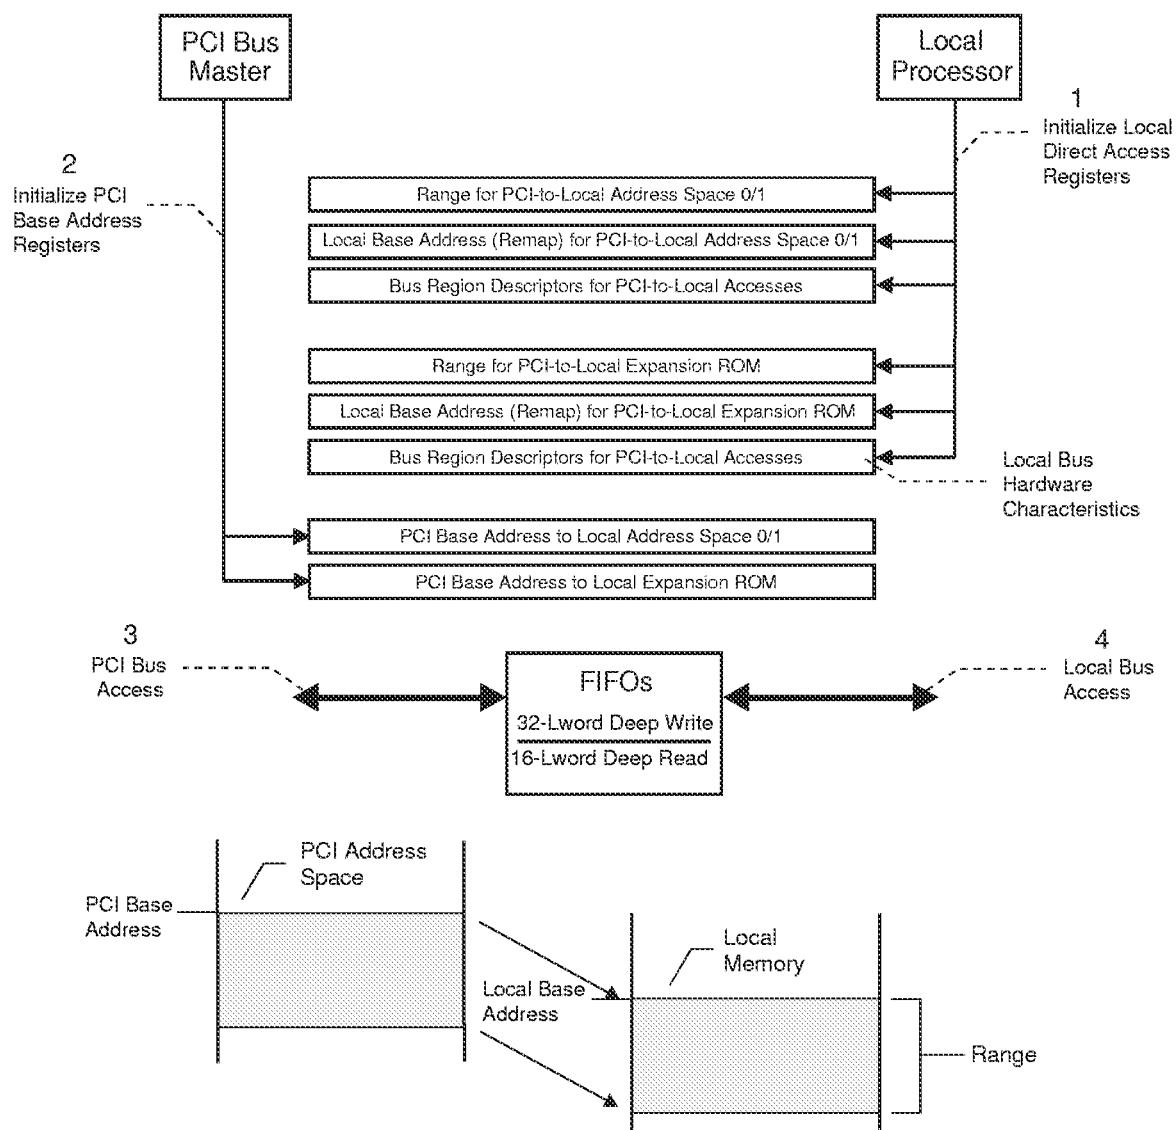 PCI Bus
Master
Local
Processor
1
Initialize Local
Direct Access
Registers
2
Initialize PCI
Base Address
Registers
Range for PCI-to-Local Address Space 0/1
Local Base Address (Remap) for PCI-to-Local Address Space 0/1
Bus Region Descriptors for PCI-to-Local Accesses
Range for PCI-to-Local Expansion ROM
Local Base Address (Remap) for PCI-to-Local Expansion ROM
Bus Region Descriptors for PCI-to-Local Accesses
Local Bus
Hardware
Characteristics
PCI Base Address to Local Address Space 0/1
PCI Base Address to Local Expansion ROM
3
PCI Bus
Access
FIFOs
32-Lword Deep Write
16-Lword Deep Read
4
Local Bus
Access
PCI Address
Space
PCI Base
Address
Local
Memory
Local Base
Address
Range